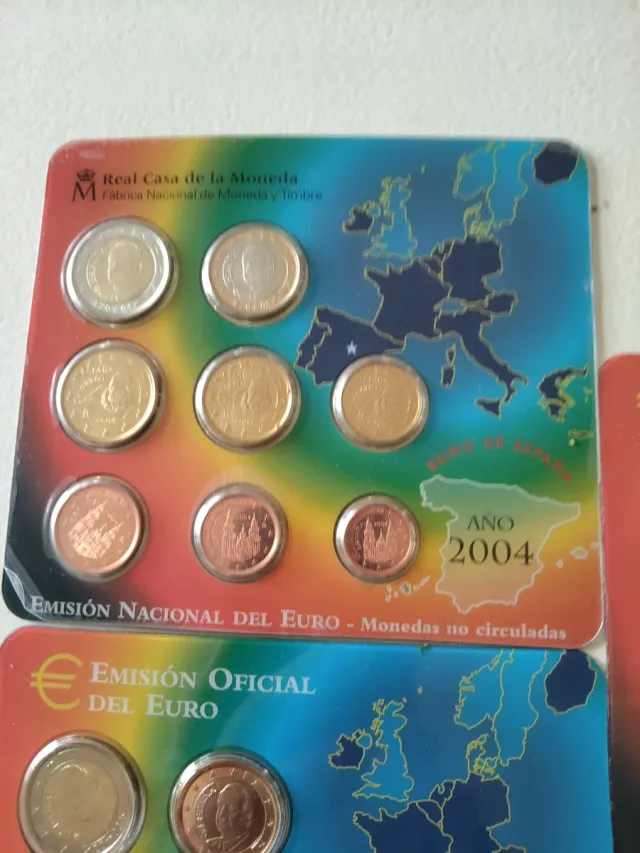 Real Casa de la Moneda
Fábrica Nacional de Moneda y Timbre
REINO DE ESPAÑA
AÑO
2004
EMISIÓN NACIONAL DEL EURO - Monedas no circuladas
€ EMISIÓN OFICIAL
DEL EURO